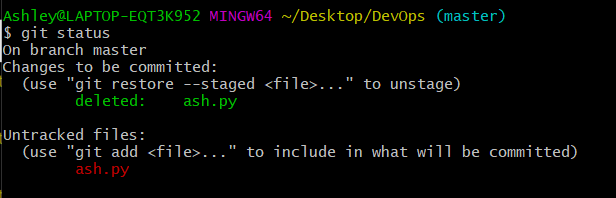 Ashley@LAPTOP-EQT3K952 MINGW64 ~/Desktop/DevOps (master)
$ git status
On branch master
Changes to be committed:
  (use "git restore --staged <file>..." to unstage)
        deleted:    ash.py

Untracked files:
  (use "git add <file>..." to include in what will be committed)
        ash.py